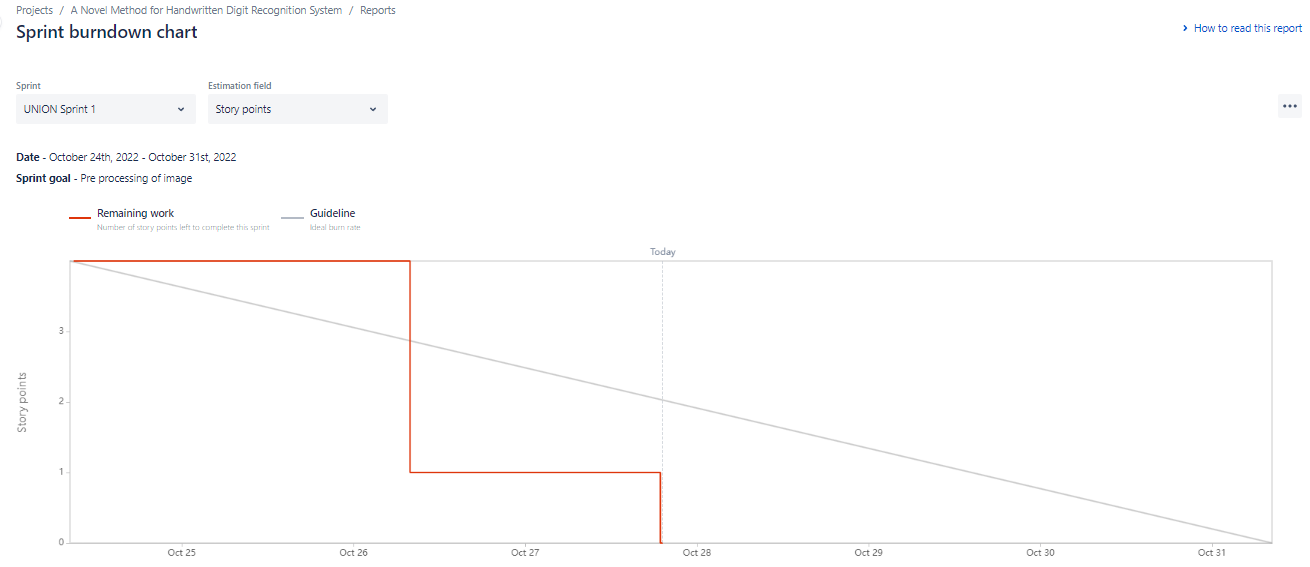 Projects / A Novel Method for Handwritten Digit Recognition System / Reports
Sprint burndown chart
How to read this report
Sprint
Estimation field
UNION Sprint 1
Story points
Date - October 24th, 2022 - October 31st, 2022
Sprint goal - Pre processing of image
Remaining work
Number of story points left to complete this sprint
Guideline
Ideal burn rate
Today
Story points
3
2
1
0
Oct 25
Oct 26
Oct 27
Oct 28
Oct 29
Oct 30
Oct 31